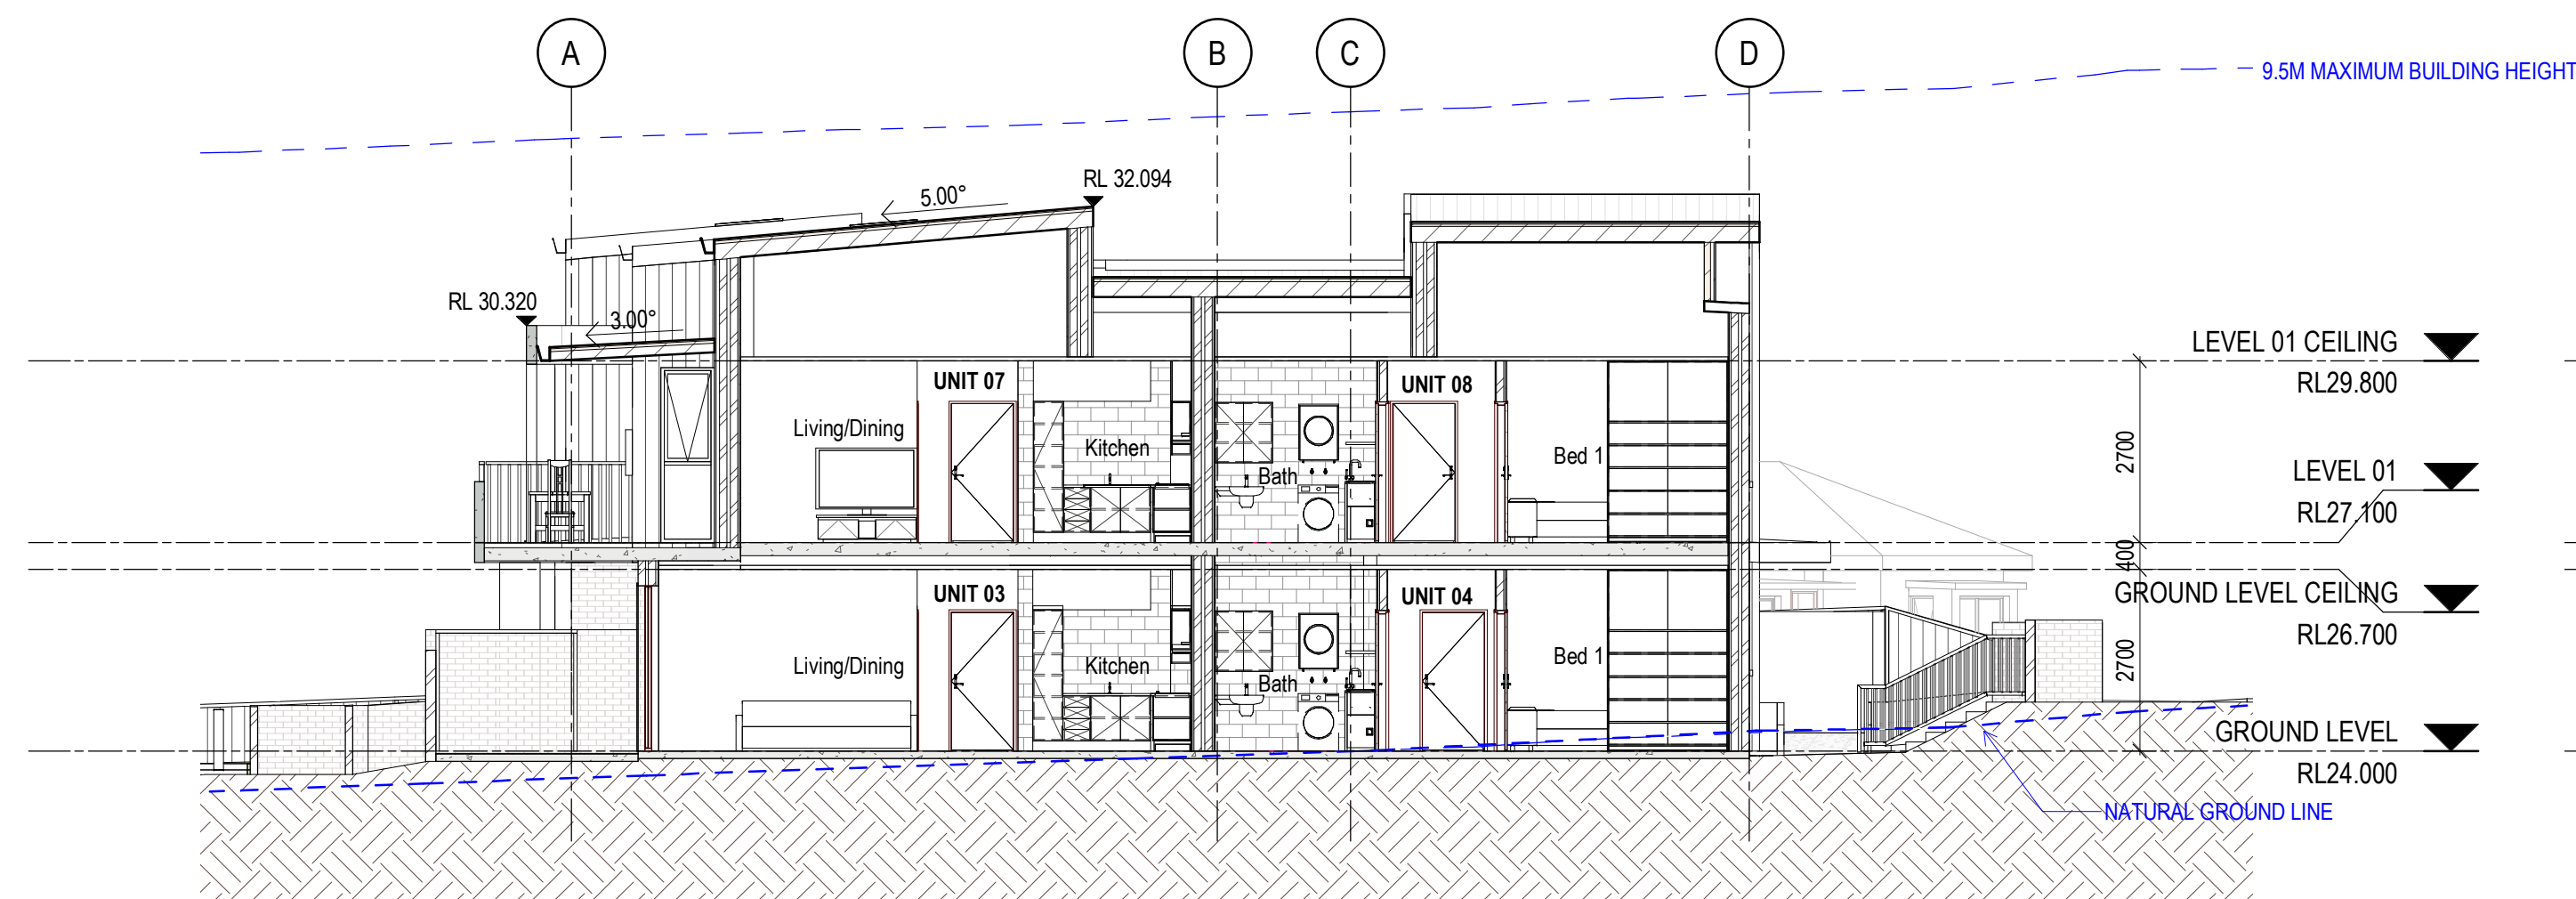 A
B
C
D
9.5M MAXIMUM BUILDING HEIGHT
RL 32.094
5.00°
RL 30.320
3.00°
LEVEL 01 CEILING
RL29.800
UNIT 07
UNIT 08
Living/Dining
Kitchen
Bath
Bed 1
2700
LEVEL 01
RL27.100
400
GROUND LEVEL CEILING
RL26.700
UNIT 03
UNIT 04
Living/Dining
Kitchen
Bath
Bed 1
2700
GROUND LEVEL
RL24.000
NATURAL GROUND LINE